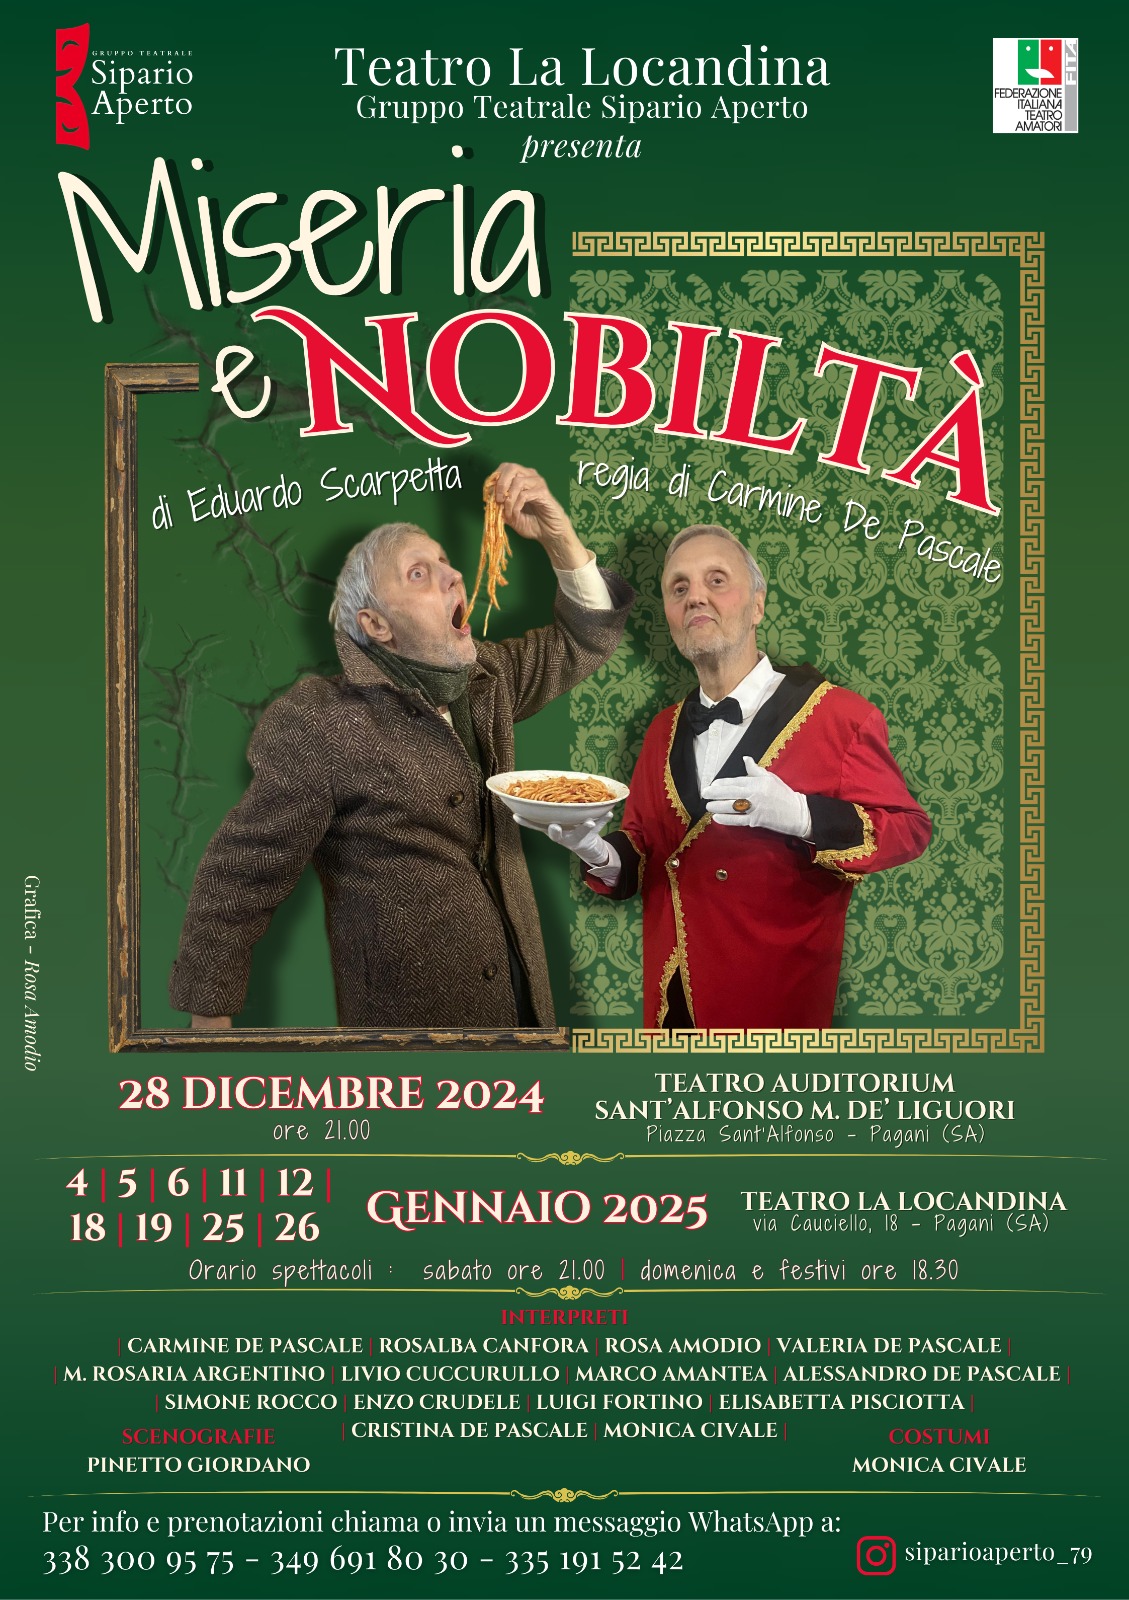 GRUPPO TEATRALE
Sipario
Aperto
Teatro La Locandina
Gruppo Teatrale Sipario Aperto
presenta
FEDERAZIONE
ITALIANA
TEATRO
AMATORI
FITA
Miseria
e NOBILTÀ
di Eduardo Scarpetta
regia di Carmine De Pascale
Grafica - Rosa Amodio
28 DICEMBRE 2024
ore 21.00
TEATRO AUDITORIUM
SANT'ALFONSO M. DE' LIGUORI
Piazza Sant'Alfonso - Pagani (SA)
4 | 5 | 6 | 11 | 12 |
18 | 19 | 25 | 26
GENNAIO 2025
TEATRO LA LOCANDINA
via Cauciello, 18 - Pagani (SA)
Orario spettacoli : sabato ore 21.00 | domenica e festivi ore 18.30
INTERPRETI
| CARMINE DE PASCALE | ROSALBA CANFORA | ROSA AMODIO | VALERIA DE PASCALE |
| M. ROSARIA ARGENTINO | LIVIO CUCCURULLO | MARCO AMANTEA | ALESSANDRO DE PASCALE |
| SIMONE ROCCO | ENZO CRUDELE | LUIGI FORTINO | ELISABETTA PISCIOTTA |
| CRISTINA DE PASCALE | MONICA CIVALE |
SCENOGRAFIE
PINETTO GIORDANO
COSTUMI
MONICA CIVALE
Per info e prenotazioni chiama o invia un messaggio WhatsApp a:
338 300 95 75 - 349 691 80 30 - 335 191 52 42
siparioaperto_79